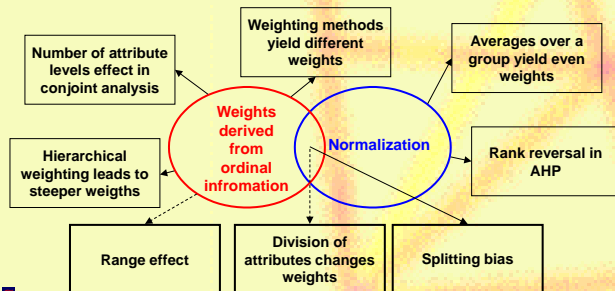 Weighting methods
yield different
weights
Number of attribute
levels effect in
conjoint analysis
Averages over a
group yield even
weights
Weights
derived
from
ordinal
infromation
Normalization
Hierarchical
weighting leads to
steeper weigths
Rank reversal in
AHP
Range effect
Division of
attributes changes
weights
Splitting bias